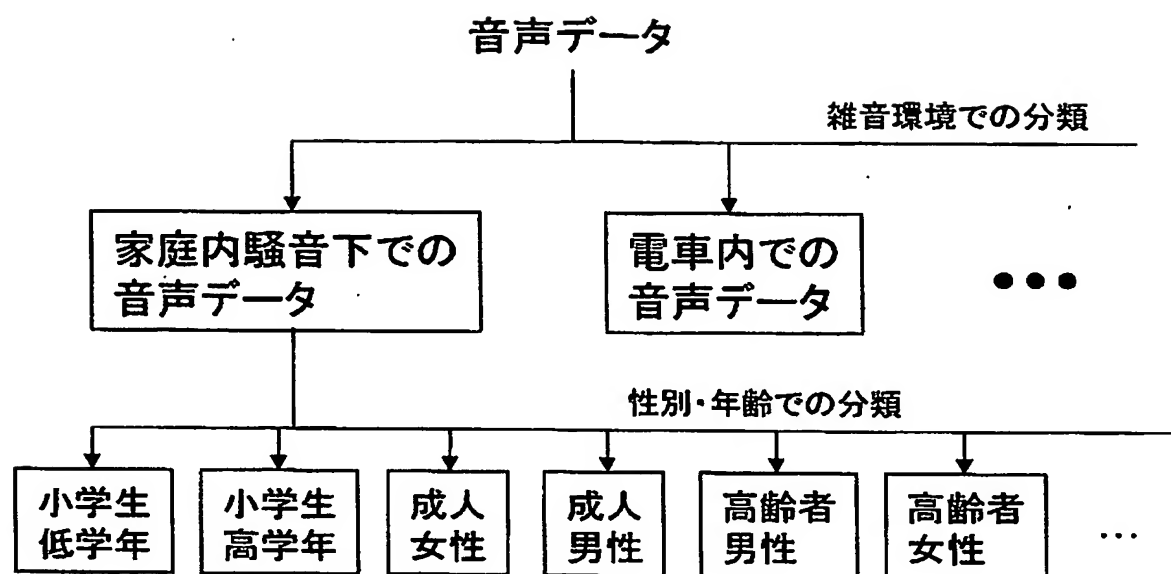 音声データ
雑音環境での分類
家庭内騒音下での
音声データ
電車内での
音声データ
•••
性別・年齢での分類
小学生
低学年
小学生
高学年
成人
女性
成人
男性
高齢者
男性
高齢者
女性
…